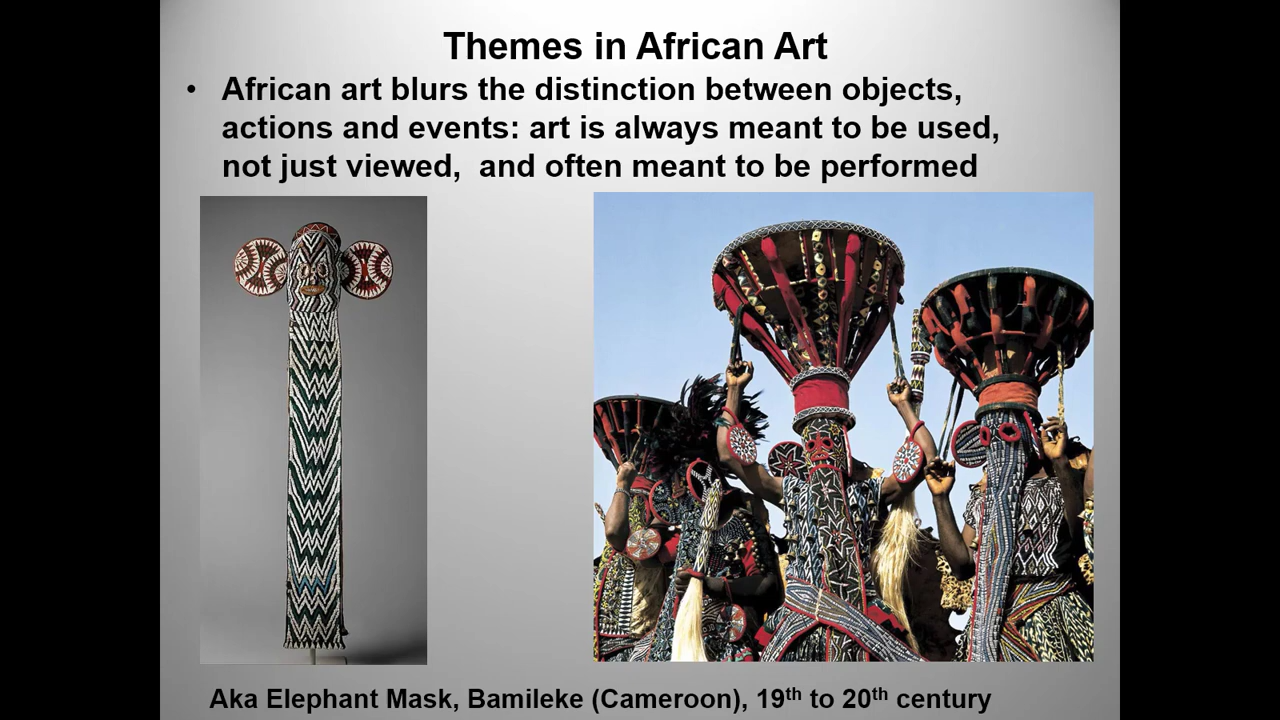 Themes in African Art
• African art blurs the distinction between objects,
actions and events: art is always meant to be used,
not just viewed,  and often meant to be performed
Aka Elephant Mask, Bamileke (Cameroon), 19th to 20th century